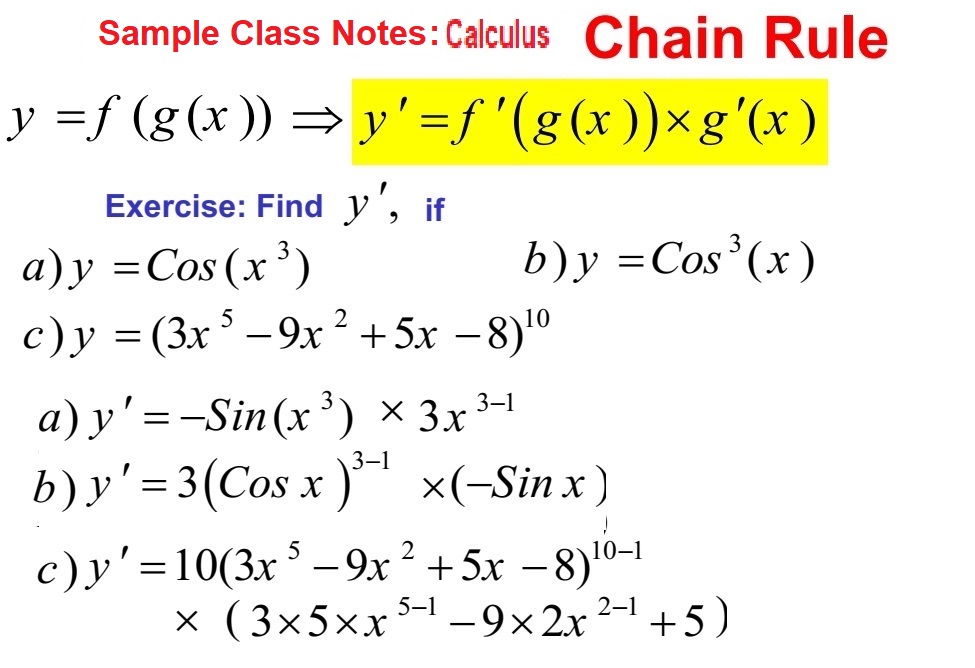 Sample Class Notes: Calculus Chain Rule
y = f (g(x)) ⇒ y′ = f ′(g(x))×g′(x)
Exercise: Find y′, if
a) y = Cos(x³) b) y = Cos³(x)
c) y = (3x⁵ − 9x² + 5x − 8)¹⁰
a) y′ = −Sin(x³) × 3x³⁻¹
b) y′ = 3(Cos x)³⁻¹ ×(−Sin x)
c) y′ = 10(3x⁵ − 9x² + 5x − 8)¹⁰⁻¹
× (3×5×x⁵⁻¹ − 9×2x²⁻¹ + 5)